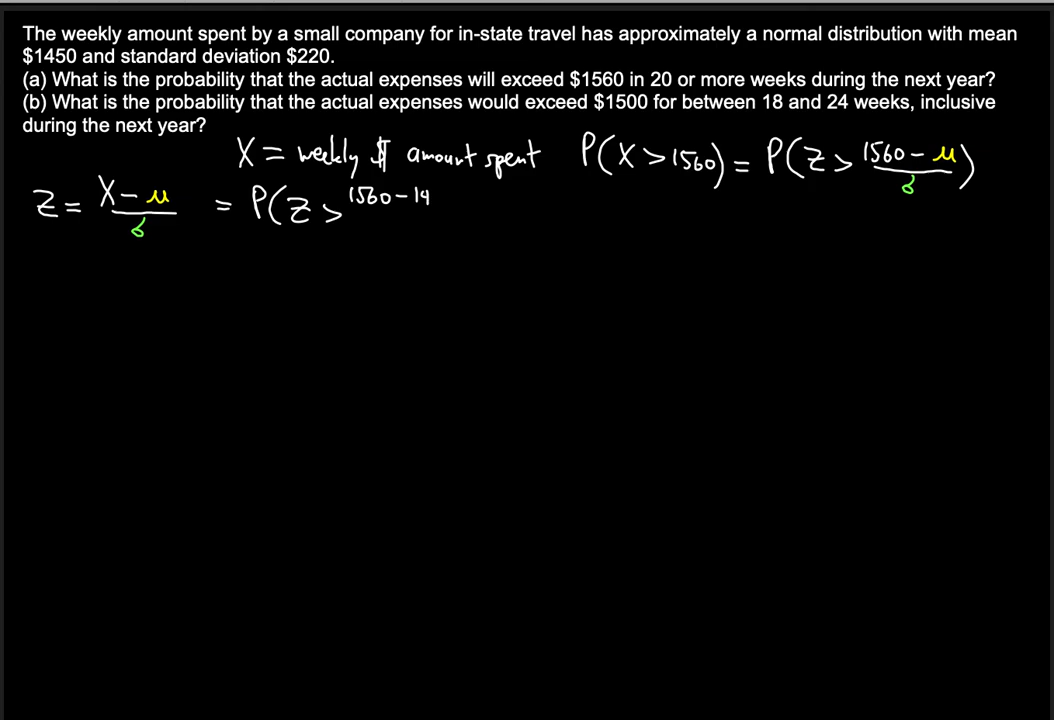 The weekly amount spent by a small company for in-state travel has approximately a normal distribution with mean
$1450 and standard deviation $220.
(a) What is the probability that the actual expenses will exceed $1560 in 20 or more weeks during the next year?
(b) What is the probability that the actual expenses would exceed $1500 for between 18 and 24 weeks, inclusive
during the next year?
X = weekly $ amount spent P(X > 1560) = P(Z > (1560 - μ)/σ)
Z = (X - μ)/σ = P(Z > 1560 - 14